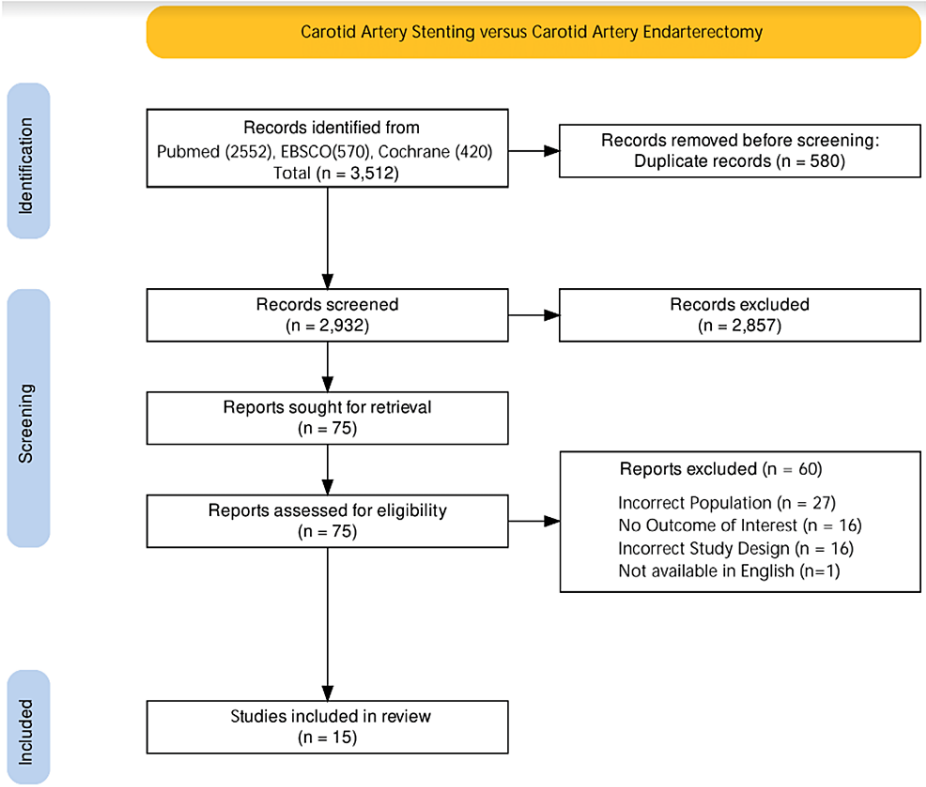 Carotid Artery Stenting versus Carotid Artery Endarterectomy
Identification
Records identified from
Pubmed (2552), EBSCO(570), Cochrane (420)
Total (n = 3,512)
Records removed before screening:
Duplicate records (n = 580)
Screening
Records screened
(n = 2,932)
Records excluded
(n = 2,857)
Reports sought for retrieval
(n = 75)
Reports assessed for eligibility
(n = 75)
Reports excluded (n = 60)
Incorrect Population (n = 27)
No Outcome of Interest (n = 16)
Incorrect Study Design (n = 16)
Not available in English (n=1)
Included
Studies included in review
(n = 15)